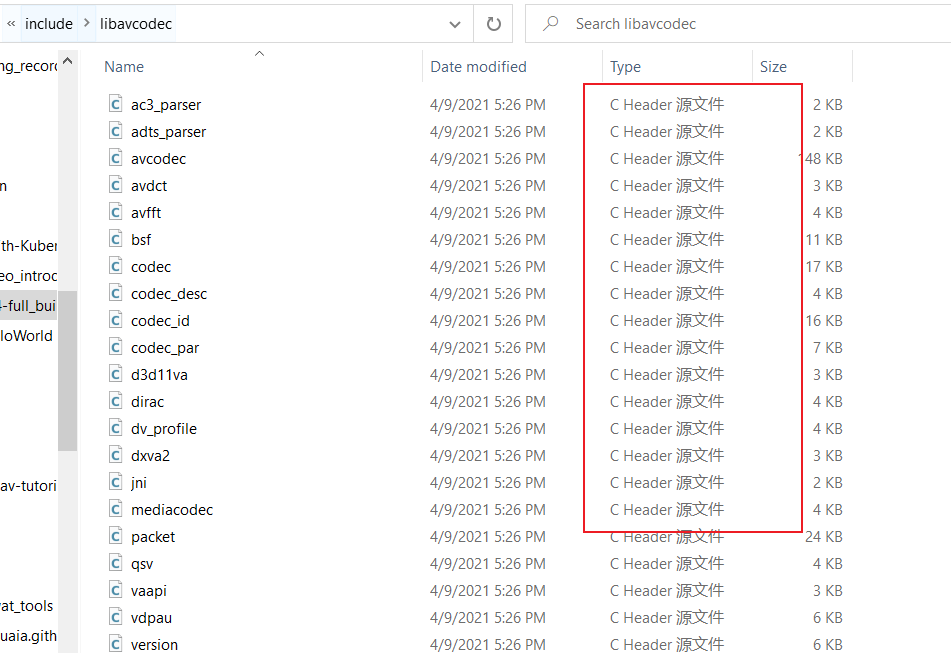 « include > libavcodec
Search libavcodec
Name Date modified Type Size
ac3_parser 4/9/2021 5:26 PM C Header 源文件 2 KB
adts_parser 4/9/2021 5:26 PM C Header 源文件 2 KB
avcodec 4/9/2021 5:26 PM C Header 源文件 148 KB
avdct 4/9/2021 5:26 PM C Header 源文件 3 KB
avfft 4/9/2021 5:26 PM C Header 源文件 4 KB
bsf 4/9/2021 5:26 PM C Header 源文件 11 KB
codec 4/9/2021 5:26 PM C Header 源文件 17 KB
codec_desc 4/9/2021 5:26 PM C Header 源文件 4 KB
codec_id 4/9/2021 5:26 PM C Header 源文件 16 KB
codec_par 4/9/2021 5:26 PM C Header 源文件 7 KB
d3d11va 4/9/2021 5:26 PM C Header 源文件 3 KB
dirac 4/9/2021 5:26 PM C Header 源文件 4 KB
dv_profile 4/9/2021 5:26 PM C Header 源文件 4 KB
dxva2 4/9/2021 5:26 PM C Header 源文件 3 KB
jni 4/9/2021 5:26 PM C Header 源文件 2 KB
mediacodec 4/9/2021 5:26 PM C Header 源文件 4 KB
packet 4/9/2021 5:26 PM C Header 源文件 24 KB
qsv 4/9/2021 5:26 PM C Header 源文件 4 KB
vaapi 4/9/2021 5:26 PM C Header 源文件 3 KB
vdpau 4/9/2021 5:26 PM C Header 源文件 6 KB
version 4/9/2021 5:26 PM C Header 源文件 6 KB
ng_record
n
th-Kuber
eo_introd
-full_bui
loWorld
av-tutori
at_tools
uaia.gith